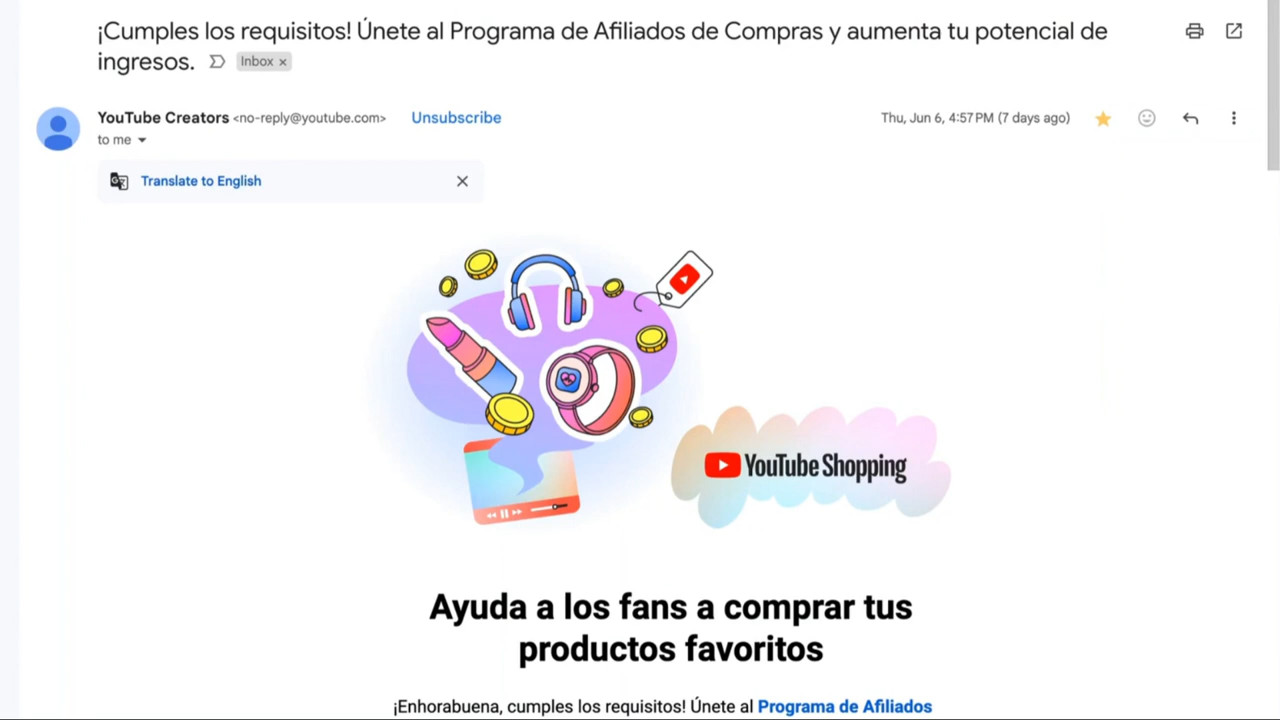 ¡Cumples los requisitos! Únete al Programa de Afiliados de Compras y aumenta tu potencial de
ingresos. Inbox ×
YouTube Creators <no-reply@youtube.com> Unsubscribe Thu, Jun 6, 4:57 PM (7 days ago)
to me
Translate to English
YouTube Shopping
Ayuda a los fans a comprar tus
productos favoritos
¡Enhorabuena, cumples los requisitos! Únete al Programa de Afiliados